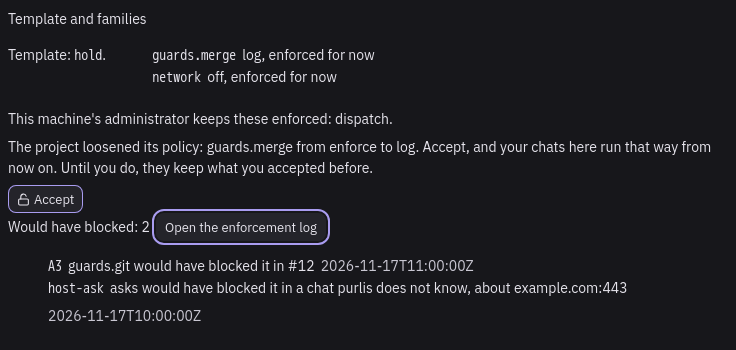 Template and families
Template: hold. guards.merge log, enforced for now
network off, enforced for now
This machine's administrator keeps these enforced: dispatch.
The project loosened its policy: guards.merge from enforce to log. Accept, and your chats here run that way from
now on. Until you do, they keep what you accepted before.
Accept
Would have blocked: 2 Open the enforcement log
A3 guards.git would have blocked it in #12 2026-11-17T11:00:00Z
host-ask asks would have blocked it in a chat purlis does not know, about example.com:443
2026-11-17T10:00:00Z